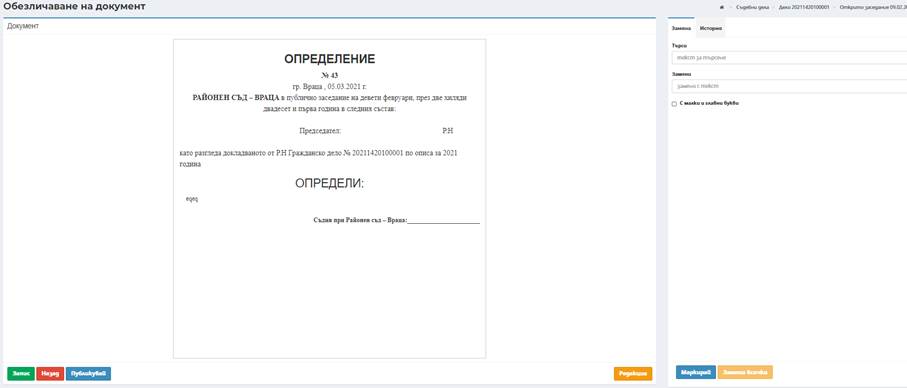 Обезличаване на документ
Съдебни дела
Дело 20211420100001
Открито заседание 09.02.2
Документ
ОПРЕДЕЛЕНИЕ
№ 43
гр. Враца , 05.03.2021 г.
РАЙОНЕН СЪД – ВРАЦА в публично заседание на девети февруари, през две хиляди
двадесет и първа година в следния състав:
Председател: Р.Н
като разгледа докладваното от Р.Н Гражданско дело № 20211420100001 по описа за 2021
година
ОПРЕДЕЛИ:
eqeq
Съдия при Районен съд – Враца:_______________________
Запис Назад Публикувай Редакция
Замяна История
Търси
текст за търсене
Замени
замени с текст
С малки и главни букви
Маркирай Замени всички